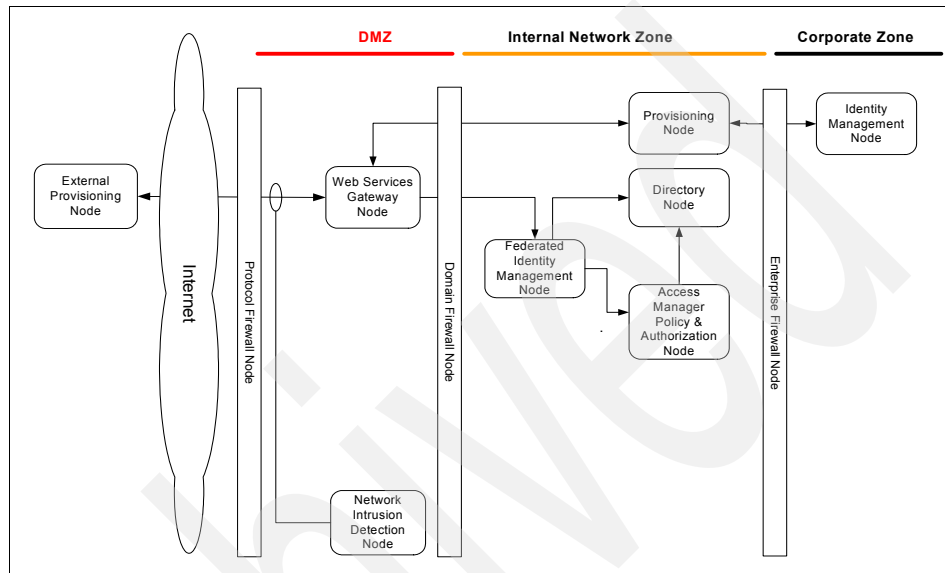 DMZ
Internal Network Zone
Corporate Zone
Provisioning
Node
Identity
Management
Node
External
Provisioning
Node
Web Services
Gateway
Node
Directory
Node
Federated
Identity
Management
Node
Access
Manager
Policy &
Authorization
Node
Internet
Protocol Firewall Node
Domain Firewall Node
Enterprise Firewall Node
Network
Intrusion
Detection
Node
hived